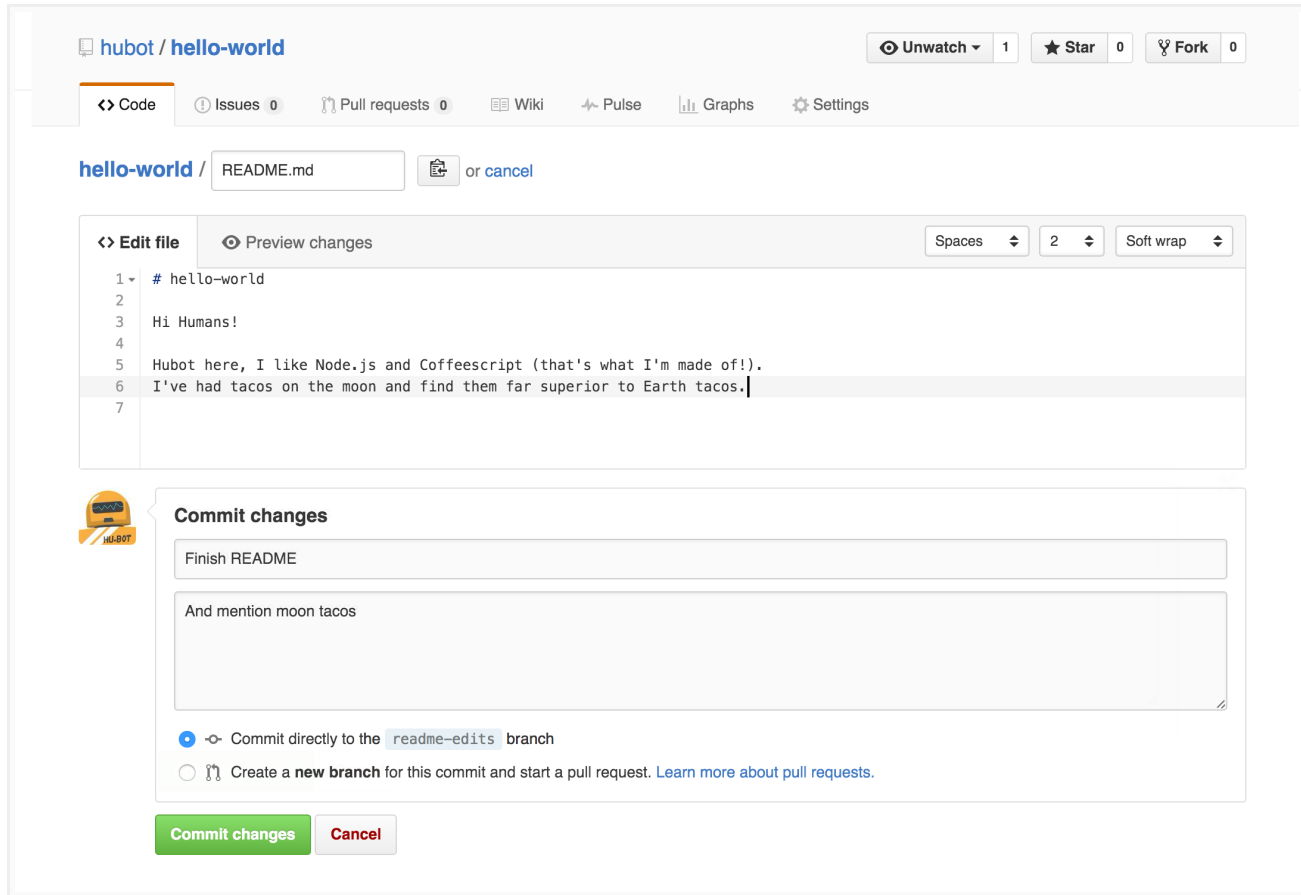 hubot / hello-world
Unwatch 1 Star 0 Fork 0
Code Issues 0 Pull requests 0 Wiki Pulse Graphs Settings
hello-world / README.md or cancel
Edit file Preview changes Spaces 2 Soft wrap
1 # hello-world
2
3 Hi Humans!
4
5 Hubot here, I like Node.js and Coffeescript (that's what I'm made of!).
6 I've had tacos on the moon and find them far superior to Earth tacos.
7
HU-BOT
Commit changes
Finish README
And mention moon tacos
Commit directly to the readme-edits branch
Create a new branch for this commit and start a pull request. Learn more about pull requests.
Commit changes Cancel